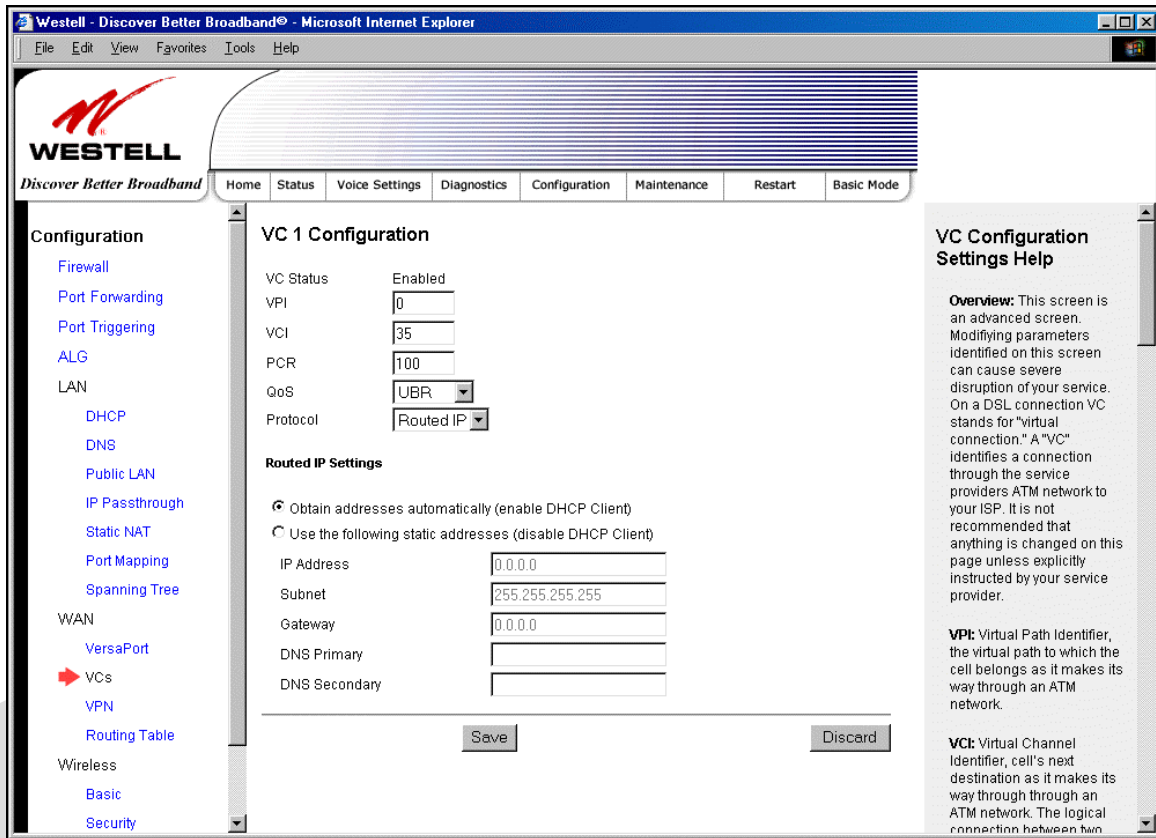 Westell - Discover Better Broadband® - Microsoft Internet Explorer
File Edit View Favorites Tools Help
WESTELL
Discover Better Broadband
Home Status Voice Settings Diagnostics Configuration Maintenance Restart Basic Mode
Configuration
Firewall
Port Forwarding
Port Triggering
ALG
LAN
DHCP
DNS
Public LAN
IP Passthrough
Static NAT
Port Mapping
Spanning Tree
WAN
VersaPort
VCs
VPN
Routing Table
Wireless
Basic
Security
VC 1 Configuration
VC Status Enabled
VPI 0
VCI 35
PCR 100
QoS UBR
Protocol Routed IP
Routed IP Settings
Obtain addresses automatically (enable DHCP Client)
Use the following static addresses (disable DHCP Client)
IP Address 0.0.0.0
Subnet 255.255.255.255
Gateway 0.0.0.0
DNS Primary
DNS Secondary
Save Discard
VC Configuration
Settings Help
Overview: This screen is
an advanced screen.
Modifying parameters
identified on this screen
can cause severe
disruption of your service.
On a DSL connection VC
stands for "virtual
connection." A "VC"
identifies a connection
through the service
providers ATM network to
your ISP. It is not
recommended that
anything is changed on this
page unless explicitly
instructed by your service
provider.
VPI: Virtual Path Identifier,
the virtual path to which the
cell belongs as it makes its
way through an ATM
network.
VCI: Virtual Channel
Identifier, cell's next
destination as it makes its
way through through an
ATM network. The logical
connection between two